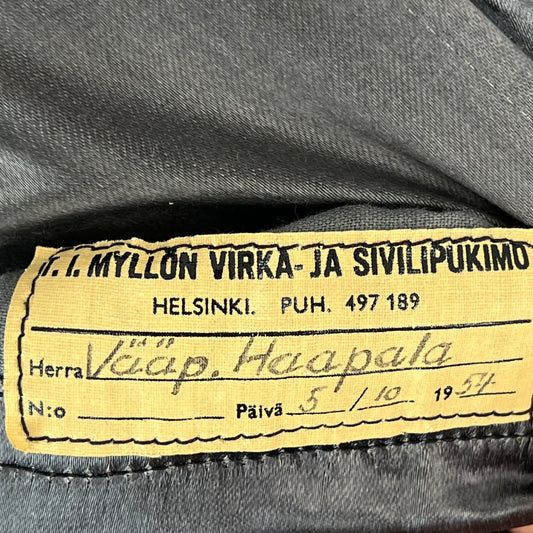 T. I. MYLLÖN VIRKA- JA SIVILIPUKIMO
HELSINKI. PUH. 497 189
Herra Vääp. Haapala
N:o Päivä 5 / 10 1954